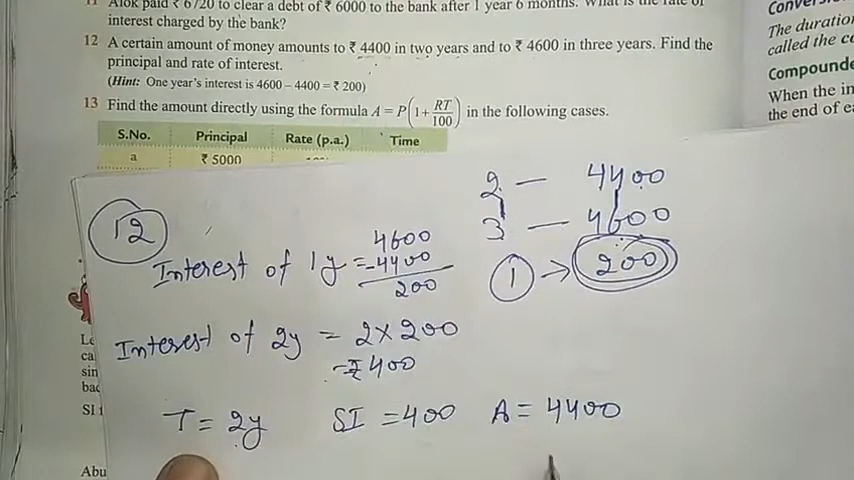 11 Alok paid ₹ 6720 to clear a debt of ₹ 6000 to the bank after 1 year 6 months. What is the rate of
interest charged by the bank?
12 A certain amount of money amounts to ₹ 4400 in two years and to ₹ 4600 in three years. Find the
principal and rate of interest.
(Hint: One year's interest is 4600 – 4400 = ₹ 200)
13 Find the amount directly using the formula A = P(1 + RT/100) in the following cases.
S.No. Principal Rate (p.a.) Time
a ₹ 5000
The duration
called the
When the in
the end of
2 — 4400
3 — 4600
1 → 200
12
Interest of 1y = 4600
- 4400
200
Interest of 2y = 2 × 200
= ₹ 400
T = 2y SI = 400 A = 4400
SI
Abu